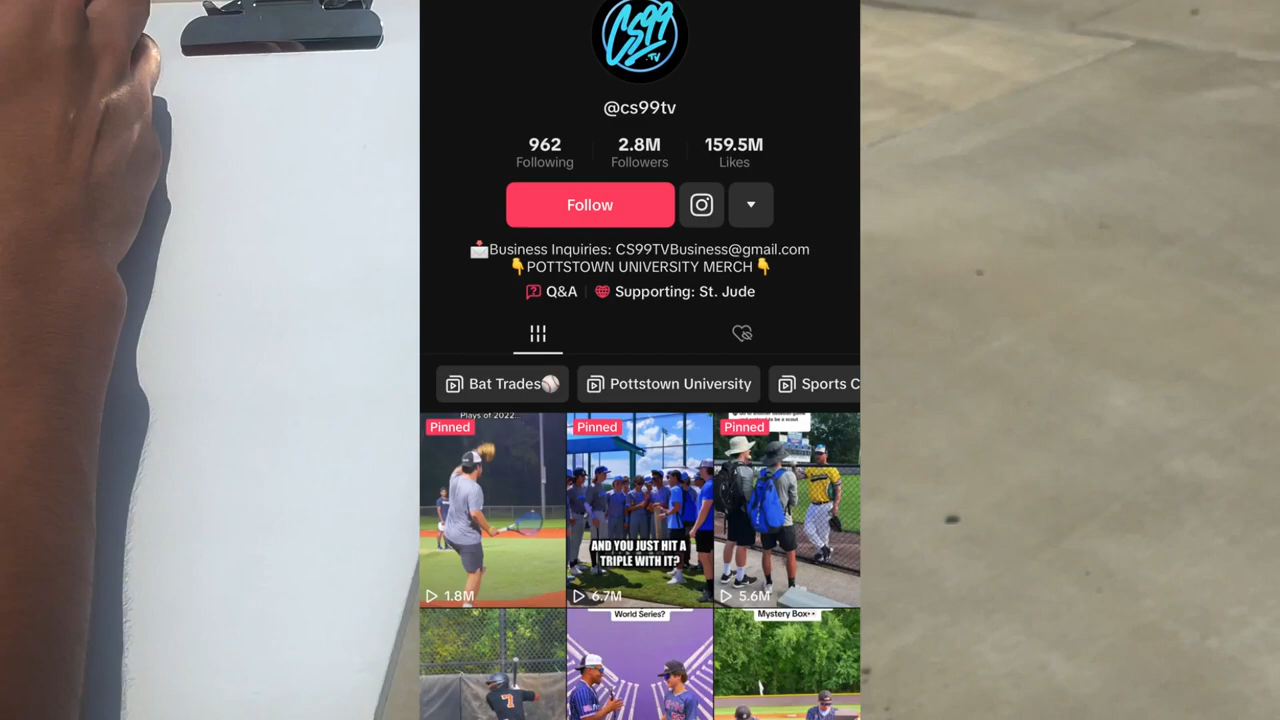 CS99
.TV
@cs99tv
962
2.8M
159.5M
Following
Followers
Likes
Follow
📩Business Inquiries: CS99TVBusiness@gmail.com
👇POTTSTOWN UNIVERSITY MERCH👇
Q&A
Supporting: St. Jude
Bat Trades⚾
Pottstown University
Sports C
Plays of 2022...
Pinned
Pinned
Pinned
AND YOU JUST HIT A
TRIPLE WITH IT?
1.8M
6.7M
5.6M
World Series?
Mystery Box👀
7